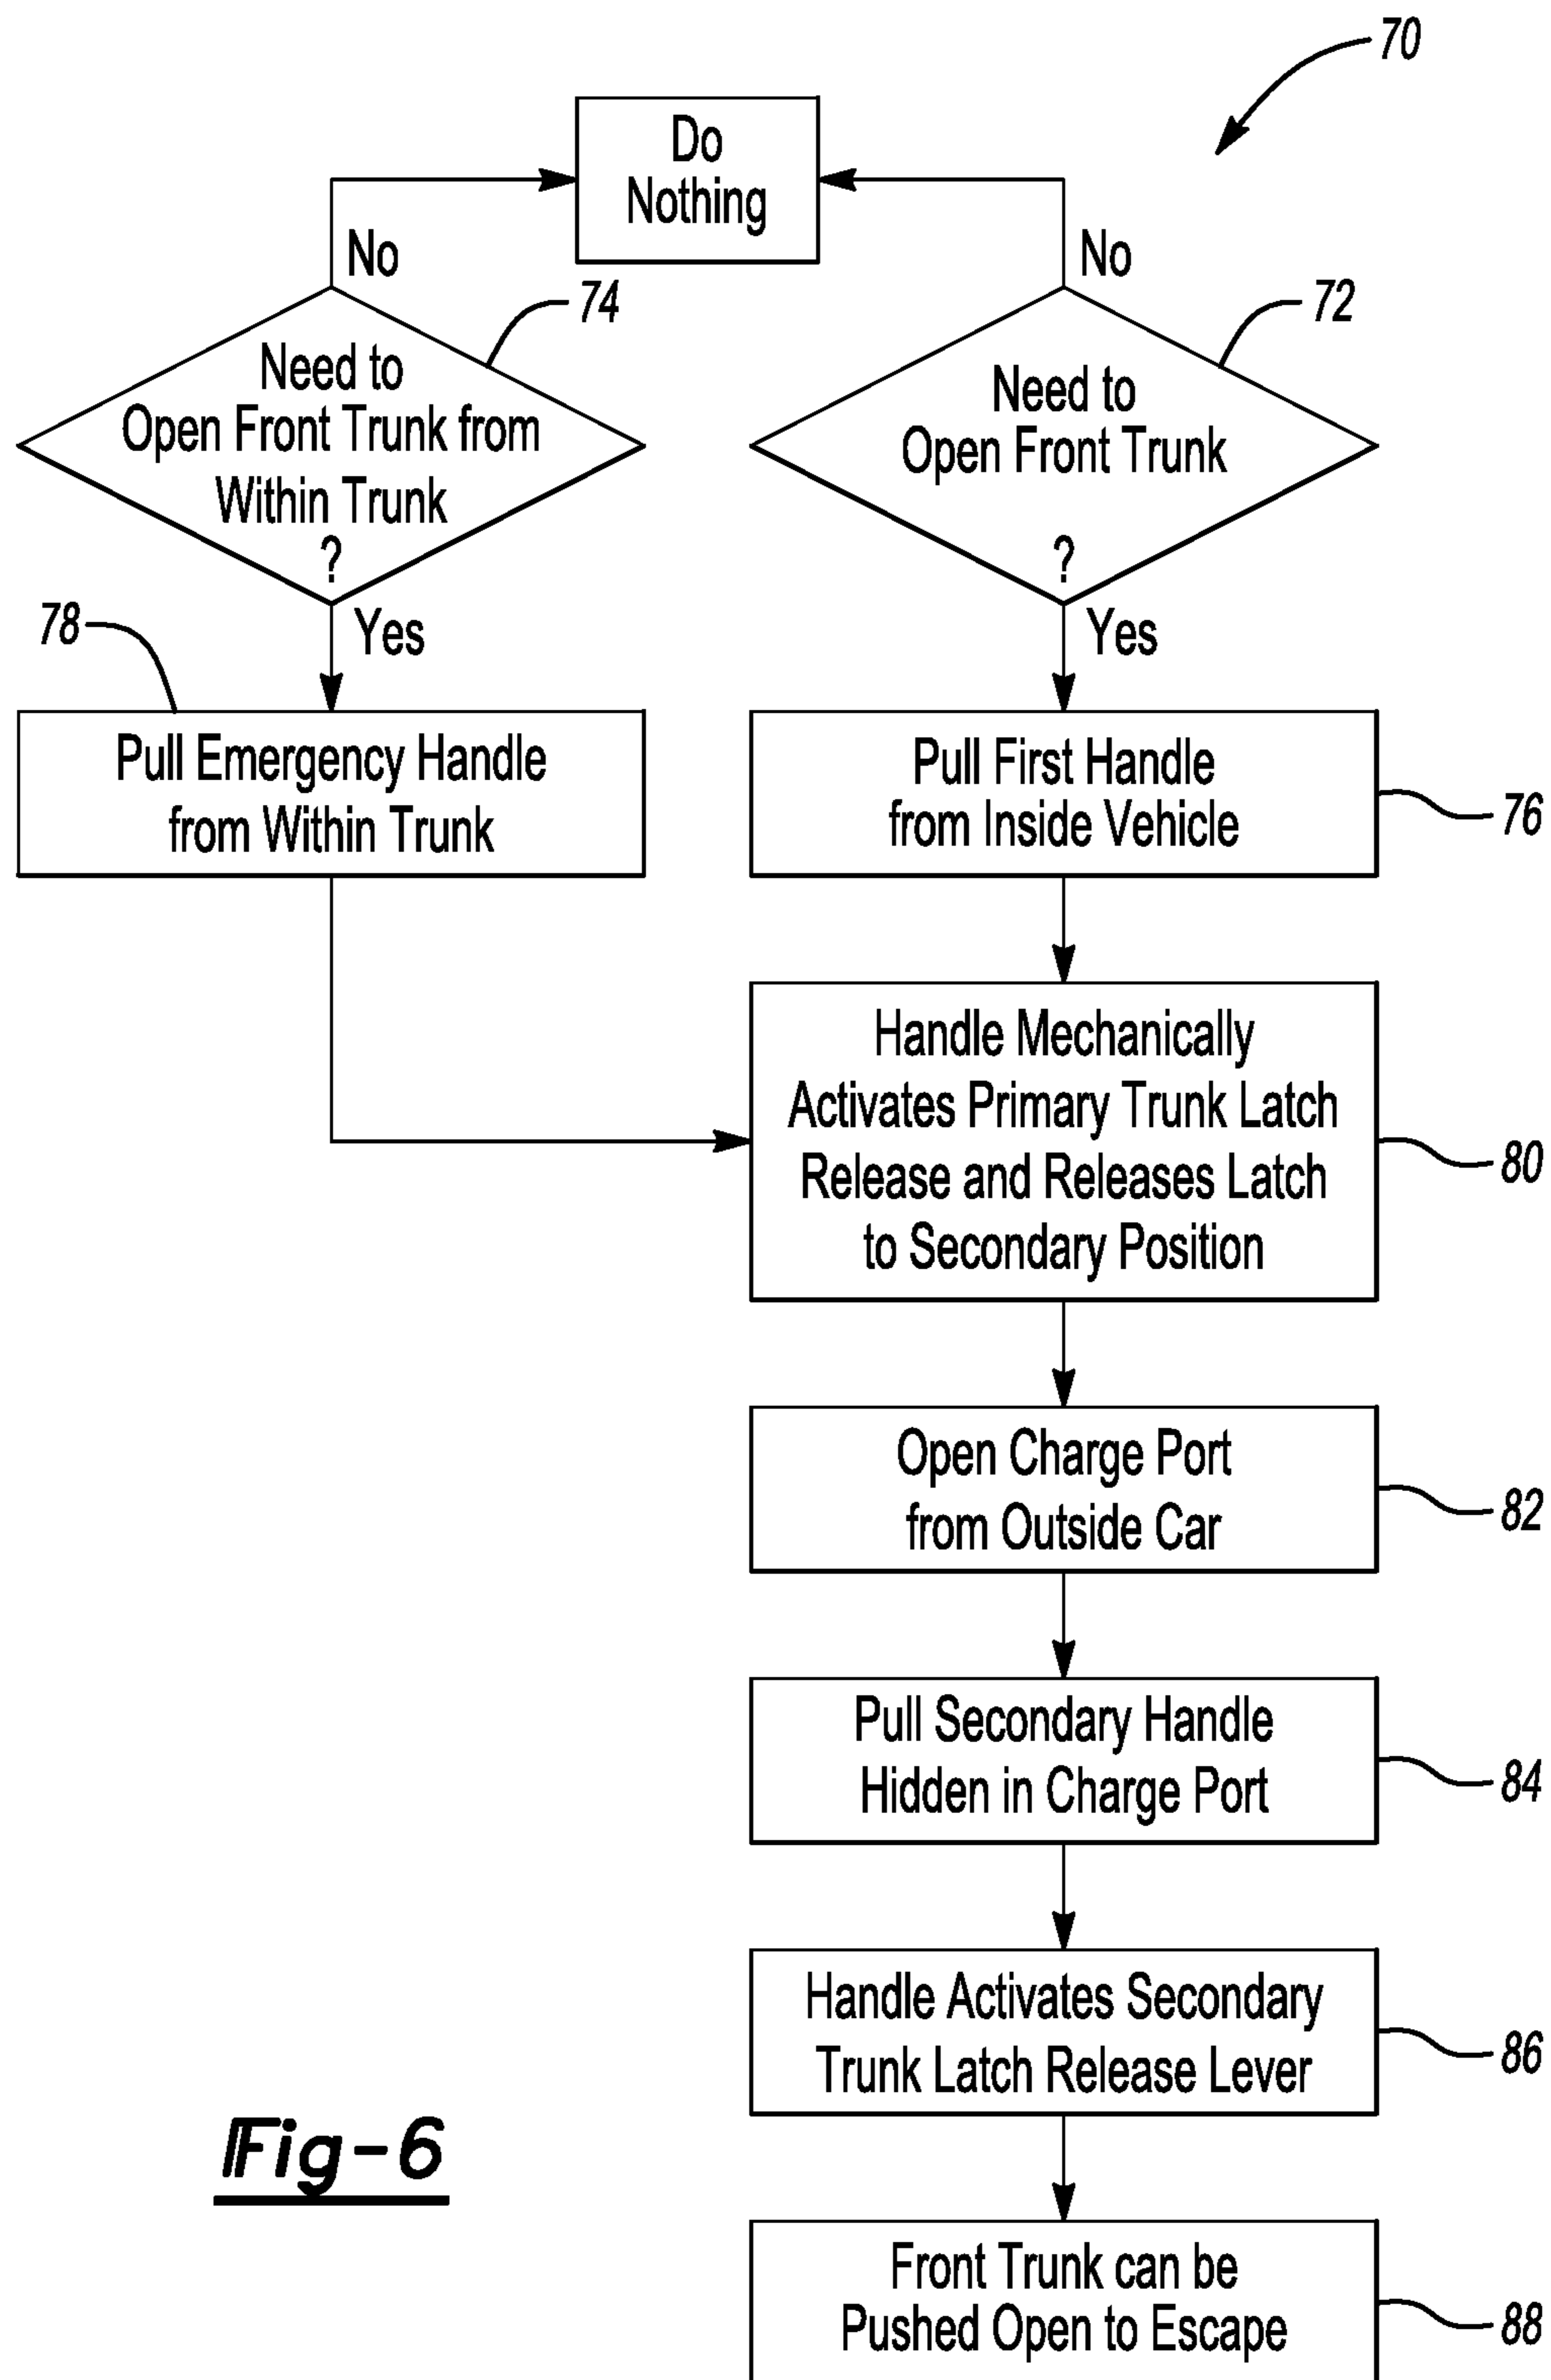 70
Do
Nothing
No
No
74
72
Need to
Open Front Trunk from
Within Trunk
?
Need to
Open Front Trunk
?
78
Yes
Yes
Pull Emergency Handle
from Within Trunk
Pull First Handle
from Inside Vehicle
76
Handle Mechanically
Activates Primary Trunk Latch
Release and Releases Latch
to Secondary Position
80
Open Charge Port
from Outside Car
82
Pull Secondary Handle
Hidden in Charge Port
84
Handle Activates Secondary
Trunk Latch Release Lever
86
Fig-6
Front Trunk can be
Pushed Open to Escape
88